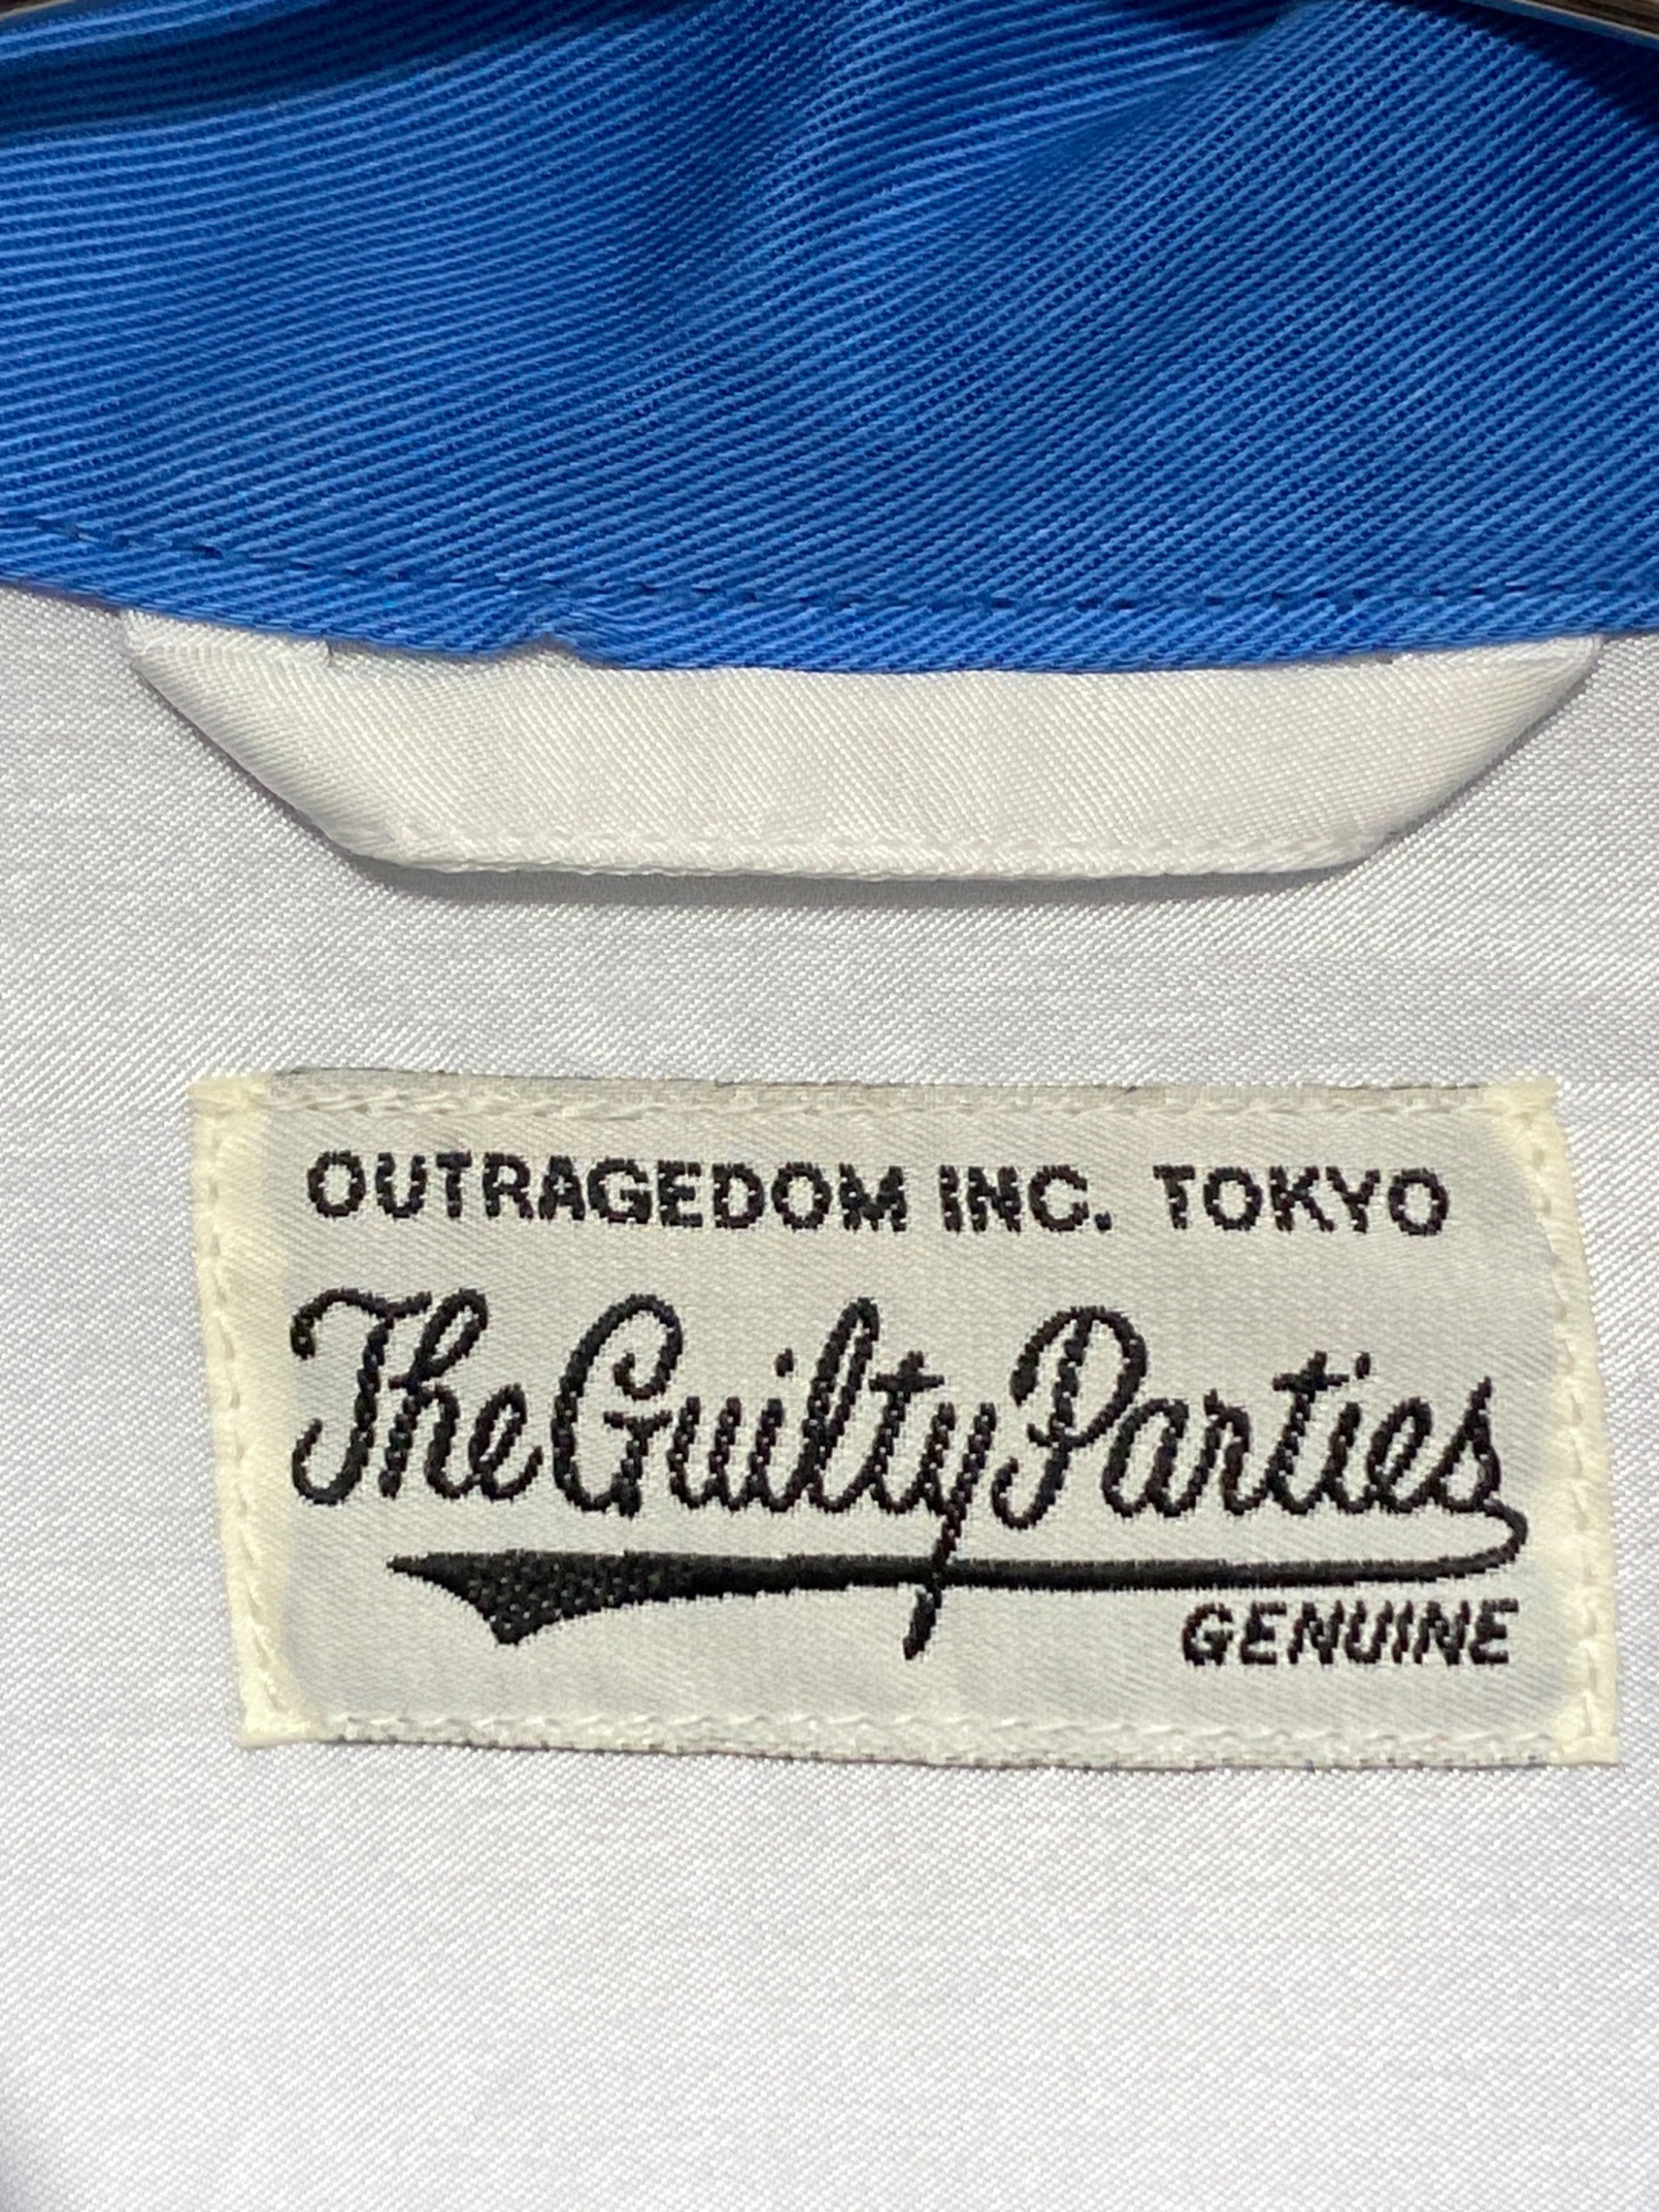 OUTRAGEDOM INC. TOKYO
The Guilty Parties
GENUINE